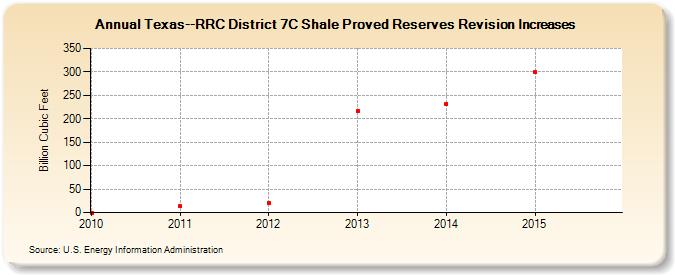 Annual Texas--RRC District 7C Shale Proved Reserves Revision Increases
Billion Cubic Feet
350
300
250
200
150
100
50
0
2010 2011 2012 2013 2014 2015
Source: U.S. Energy Information Administration